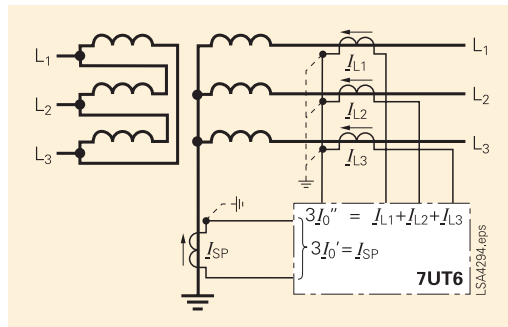 L1
L2
L3
L1
IL1
L2
IL2
L3
IL3
3I0" = IL1+IL2+IL3
ISP
3I0' = ISP
7UT6
LSA4294.eps